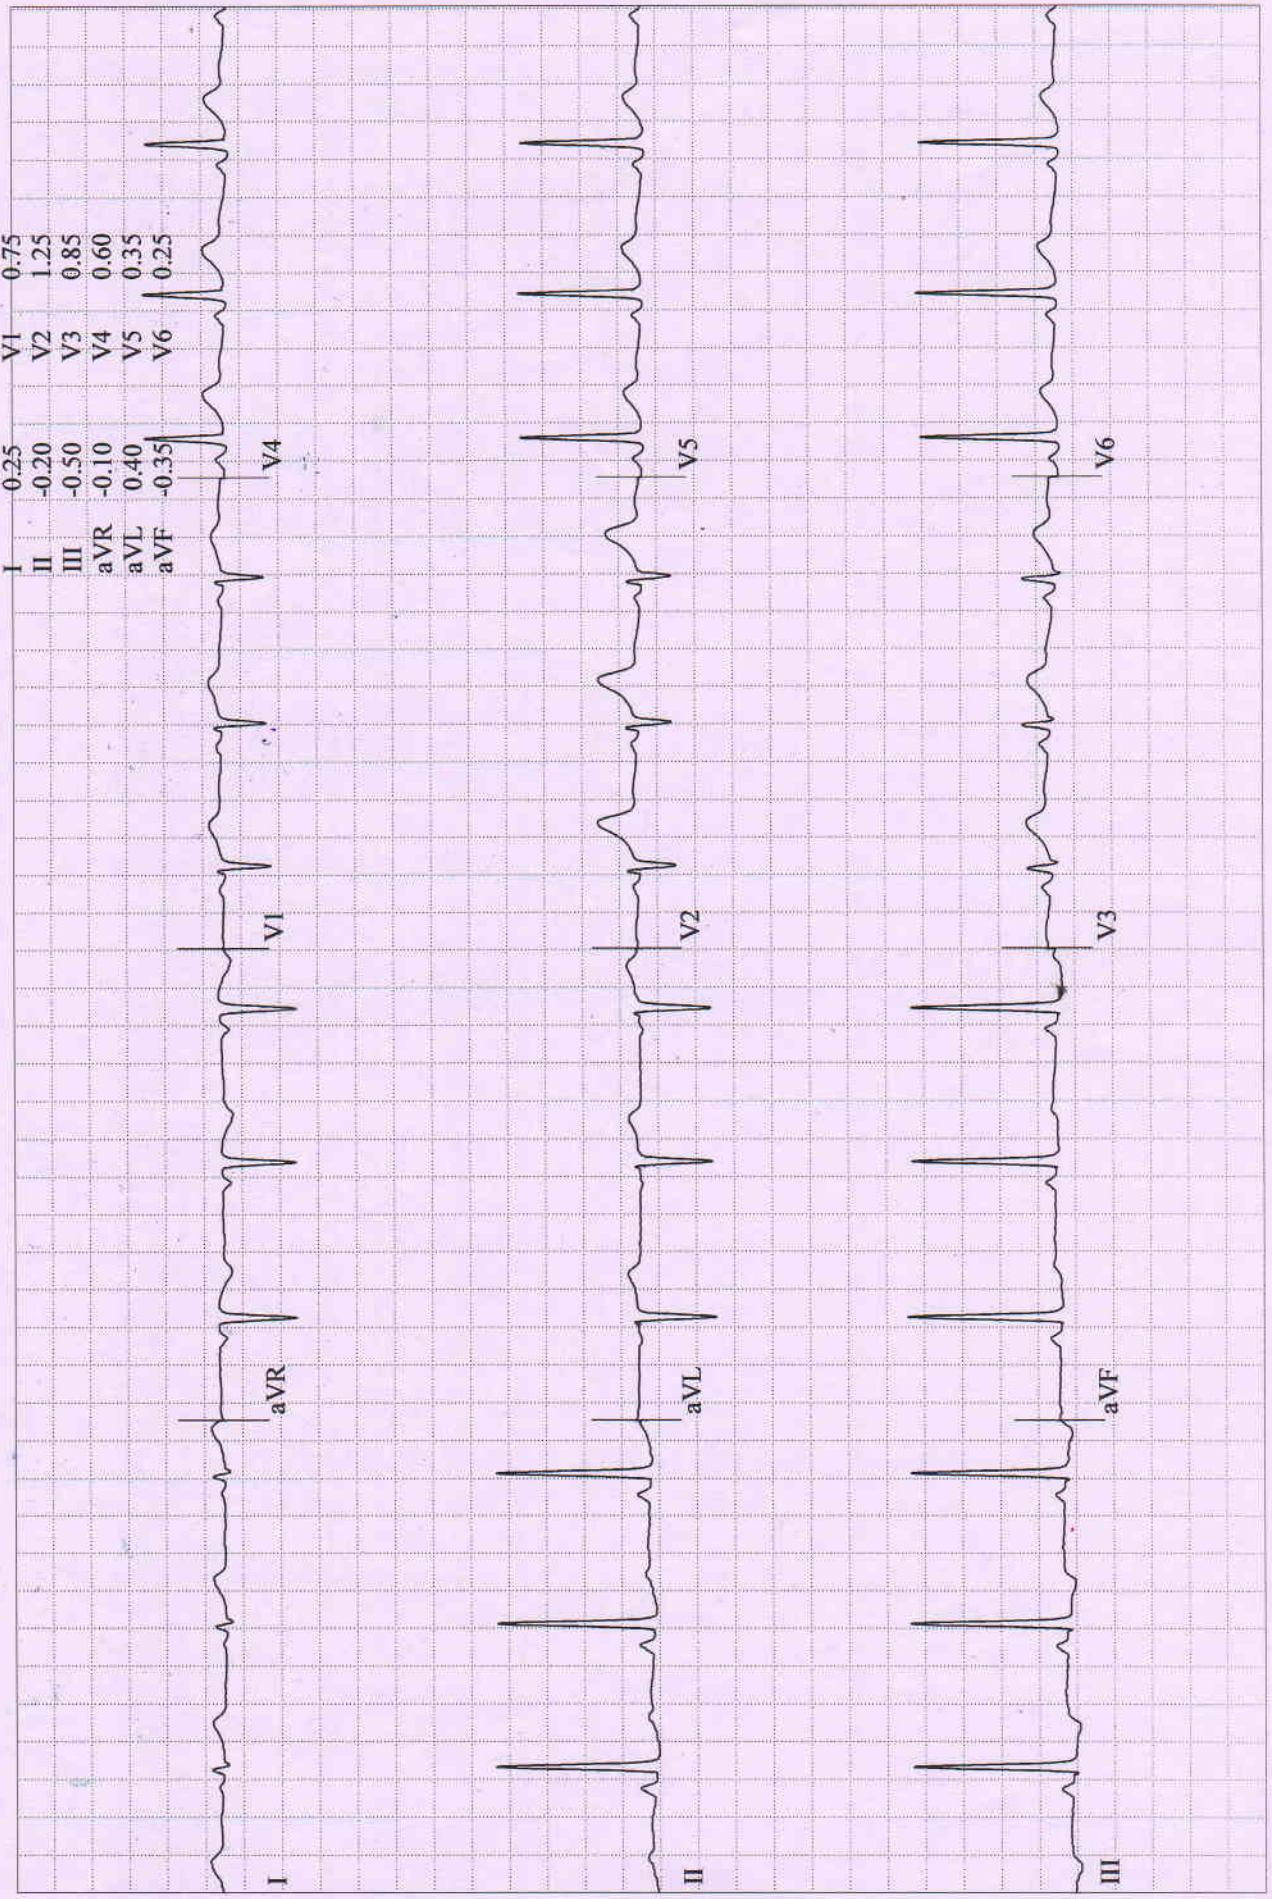 I 0.25 V1 0.75
II -0.20 V2 1.25
III -0.50 V3 0.85
aVR -0.10 V4 0.60
aVL 0.40 V5 0.35
aVF -0.35 V6 0.25
I aVR V1 V4
II aVL V2 V5
III aVF V3 V6